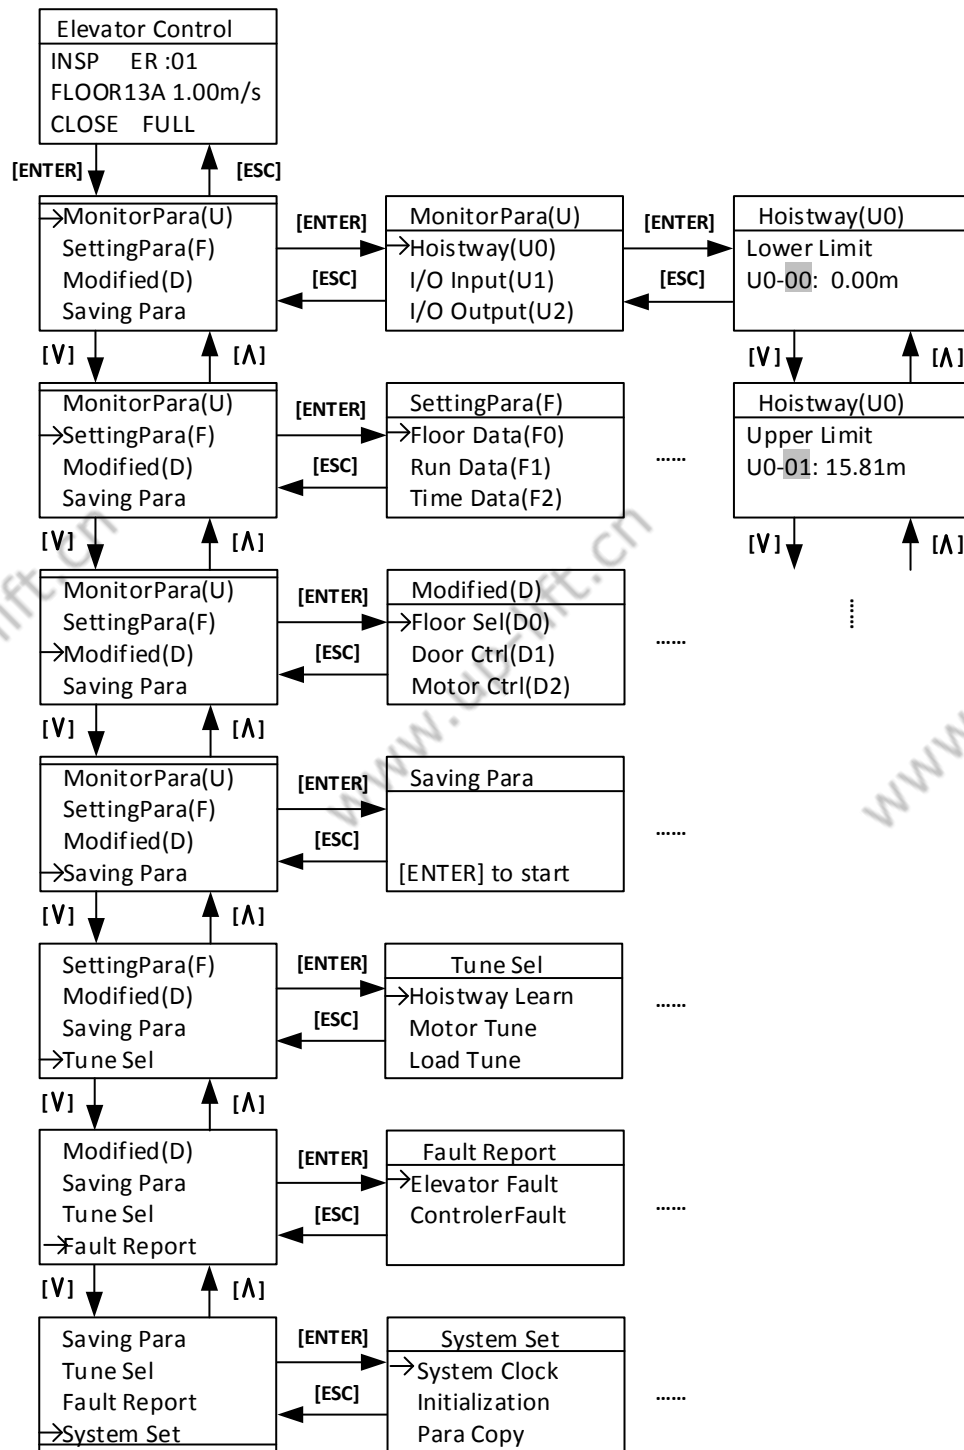 Elevator Control
INSP ER :01
FLOOR13A 1.00m/s
CLOSE FULL
[ENTER] [ESC]
MonitorPara(U)
SettingPara(F)
Modified(D)
Saving Para
[ENTER]
[ESC]
MonitorPara(U)
Hoistway(U0)
I/O Input(U1)
I/O Output(U2)
[ENTER]
[ESC]
Hoistway(U0)
Lower Limit
U0-00: 0.00m
[V] [Λ]
[V] [Λ]
MonitorPara(U)
SettingPara(F)
Modified(D)
Saving Para
[ENTER]
[ESC]
SettingPara(F)
Floor Data(F0)
Run Data(F1)
Time Data(F2)
......
Hoistway(U0)
Upper Limit
U0-01: 15.81m
[V] [Λ]
[V] [Λ]
MonitorPara(U)
SettingPara(F)
Modified(D)
Saving Para
[ENTER]
[ESC]
Modified(D)
Floor Sel(D0)
Door Ctrl(D1)
Motor Ctrl(D2)
......
......
[V] [Λ]
MonitorPara(U)
SettingPara(F)
Modified(D)
Saving Para
[ENTER]
[ESC]
Saving Para
[ENTER] to start
......
[V] [Λ]
SettingPara(F)
Modified(D)
Saving Para
Tune Sel
[ENTER]
[ESC]
Tune Sel
Hoistway Learn
Motor Tune
Load Tune
......
[V] [Λ]
Modified(D)
Saving Para
Tune Sel
Fault Report
[ENTER]
[ESC]
Fault Report
Elevator Fault
ControlerFault
......
[V] [Λ]
Saving Para
Tune Sel
Fault Report
System Set
[ENTER]
[ESC]
System Set
System Clock
Initialization
Para Copy
......
lift.cn
www.up-lift.cn
www